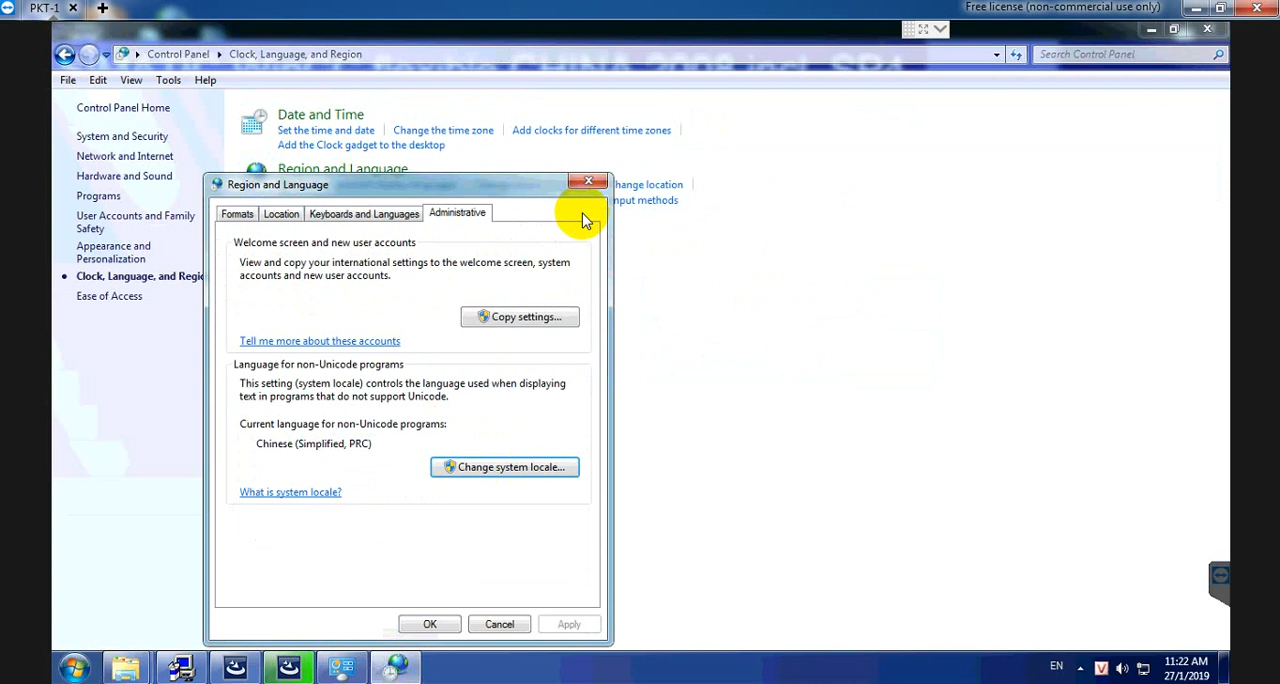 PKT-1
Free license (non-commercial use only)
Control Panel
Clock, Language, and Region
Search Control Panel
File Edit View Tools Help
Control Panel Home
System and Security
Network and Internet
Hardware and Sound
Programs
User Accounts and Family
Safety
Appearance and
Personalization
Clock, Language, and Regio
Ease of Access
Date and Time
Set the time and date
Change the time zone
Add clocks for different time zones
Add the Clock gadget to the desktop
Region and Language
hange location
nput methods
Region and Language
Formats
Location
Keyboards and Languages
Administrative
Welcome screen and new user accounts
View and copy your international settings to the welcome screen, system
accounts and new user accounts.
Copy settings...
Tell me more about these accounts
Language for non-Unicode programs
This setting (system locale) controls the language used when displaying
text in programs that do not support Unicode.
Current language for non-Unicode programs:
Chinese (Simplified, PRC)
Change system locale...
What is system locale?
OK
Cancel
Apply
EN
11:22 AM
27/1/2019